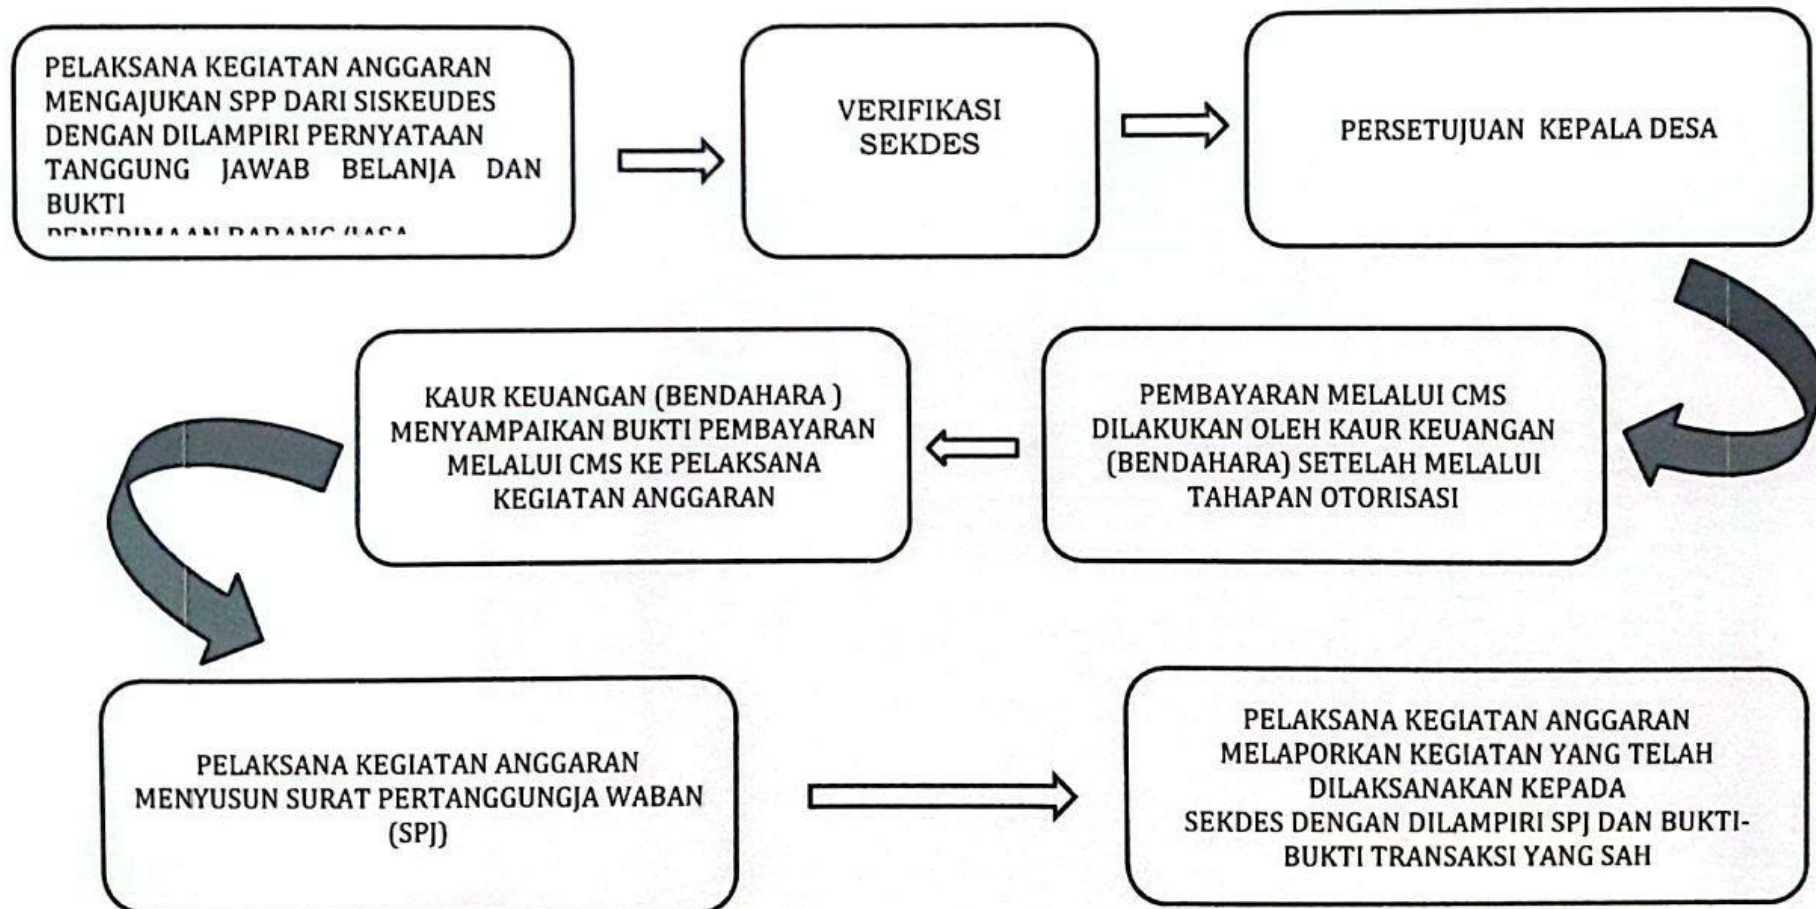 PELAKSANA KEGIATAN ANGGARAN
MENGAJUKAN SPP DARI SISKEUDES
DENGAN DILAMPIRI PERNYATAAN
TANGGUNG JAWAB BELANJA DAN
BUKTI
PENERIMAAN BARANG/JASA
VERIFIKASI
SEKDES
PERSETUJUAN KEPALA DESA
KAUR KEUANGAN (BENDAHARA )
MENYAMPAIKAN BUKTI PEMBAYARAN
MELALUI CMS KE PELAKSANA
KEGIATAN ANGGARAN
PEMBAYARAN MELALUI CMS
DILAKUKAN OLEH KAUR KEUANGAN
(BENDAHARA) SETELAH MELALUI
TAHAPAN OTORISASI
PELAKSANA KEGIATAN ANGGARAN
MENYUSUN SURAT PERTANGGUNGJA WABAN
(SPJ)
PELAKSANA KEGIATAN ANGGARAN
MELAPORKAN KEGIATAN YANG TELAH
DILAKSANAKAN KEPADA
SEKDES DENGAN DILAMPIRI SPJ DAN BUKTI-
BUKTI TRANSAKSI YANG SAH